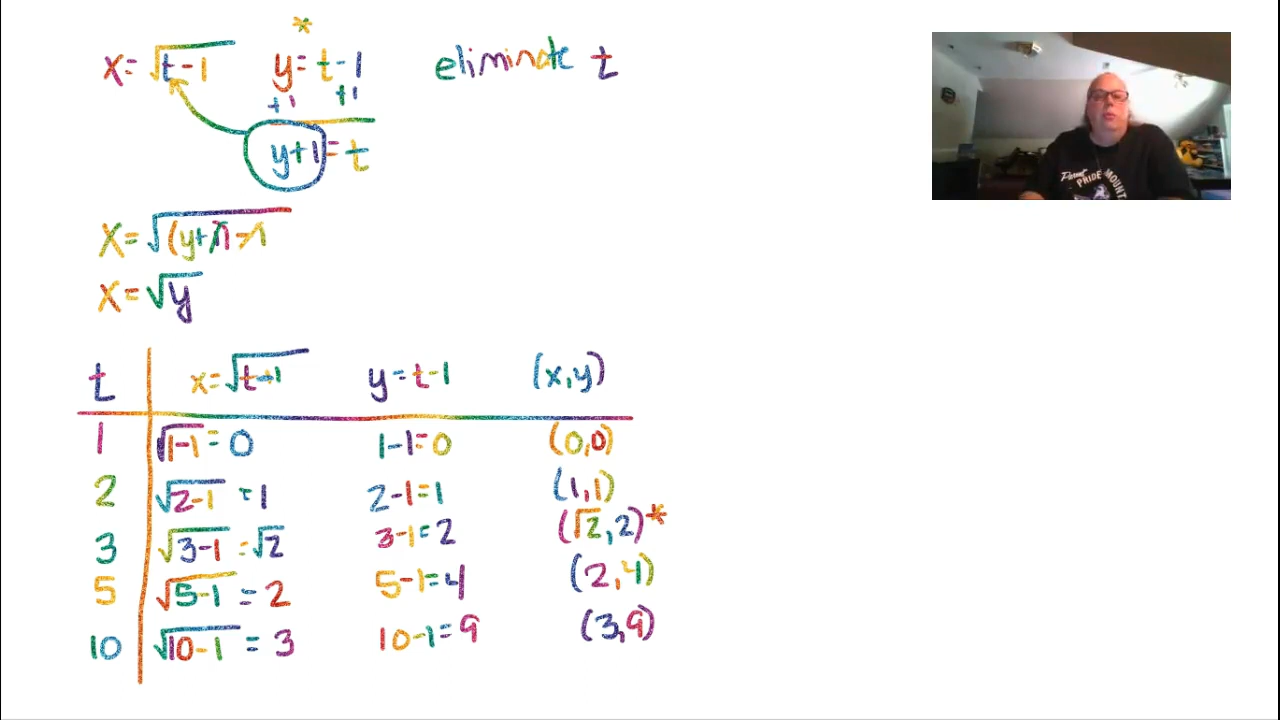 *
x = √(t-1) y = t-1 eliminate t
+1 +1
y+1 = t
x = √((y+1)-1)
x = √y
t x = √(t-1) y = t-1 (x,y)
1 √(1-1) = 0 1-1=0 (0,0)
2 √(2-1) = 1 2-1=1 (1,1)
3 √(3-1) = √2 3-1=2 (√2,2)*
5 √(5-1) = 2 5-1=4 (2,4)
10 √(10-1) = 3 10-1=9 (3,9)
PRIDE
MOUNT